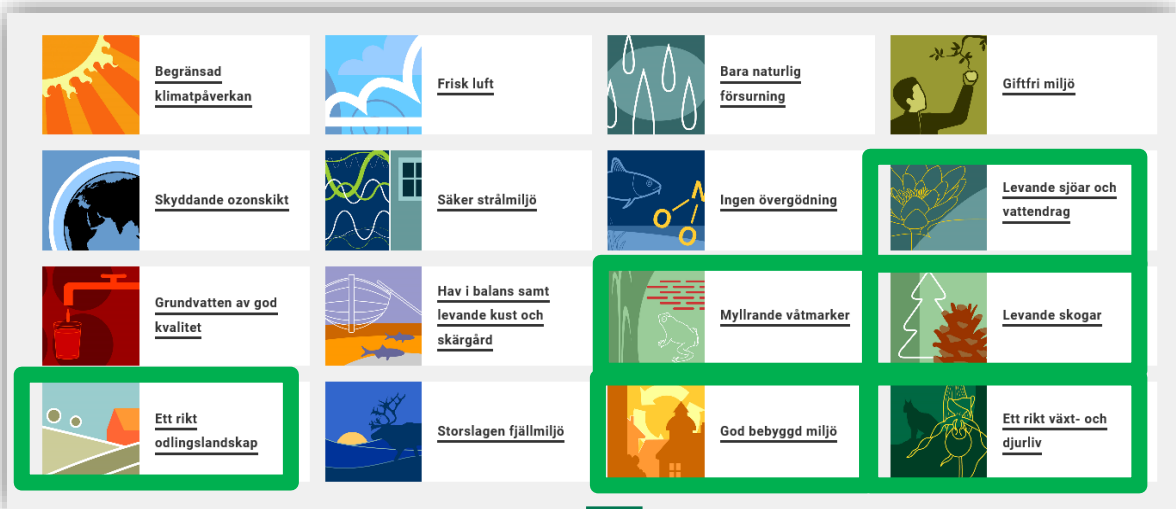 Begränsad
klimatpåverkan
Frisk luft
Bara naturlig
försurning
Giftfri miljö
Skyddande ozonskikt
Säker strålmiljö
Ingen övergödning
Levande sjöar och
vattendrag
Grundvatten av god
kvalitet
Hav i balans samt
levande kust och
skärgård
Myllrande våtmarker
Levande skogar
Ett rikt
odlingslandskap
Storslagen fjällmiljö
God bebyggd miljö
Ett rikt växt- och
djurliv
N
O
O